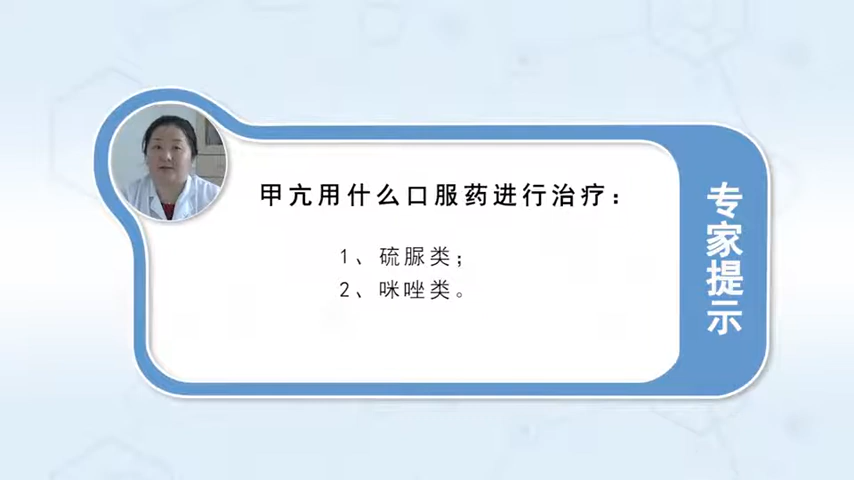 甲亢用什么口服药进行治疗：
1、硫脲类；
2、咪唑类。
专家提示